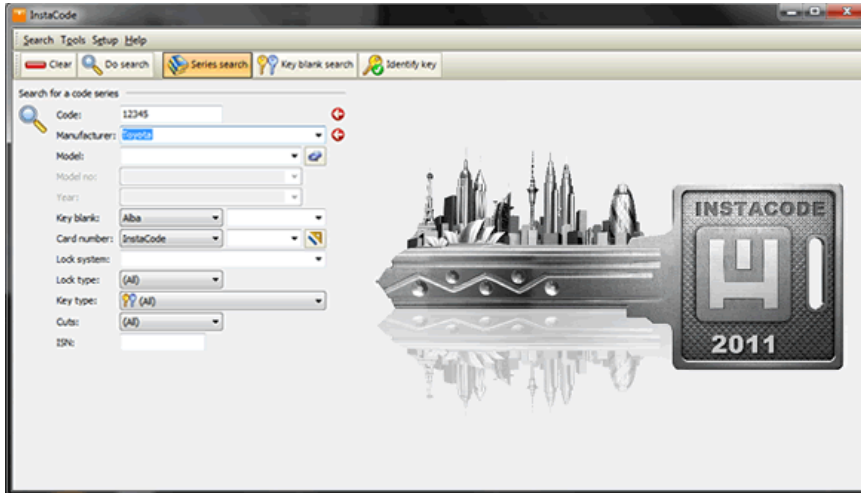 InstaCode
Search Tools Setup Help
Clear Do search Series search Key blank search Identify key
Search for a code series
Code: 12345
Manufacturer: Toyota
Model:
Model no:
Year:
Key blank: Alba
Card number: InstaCode
Lock system:
Lock type: (All)
Key type: (All)
Cuts: (All)
ISN:
INSTACODE
2011